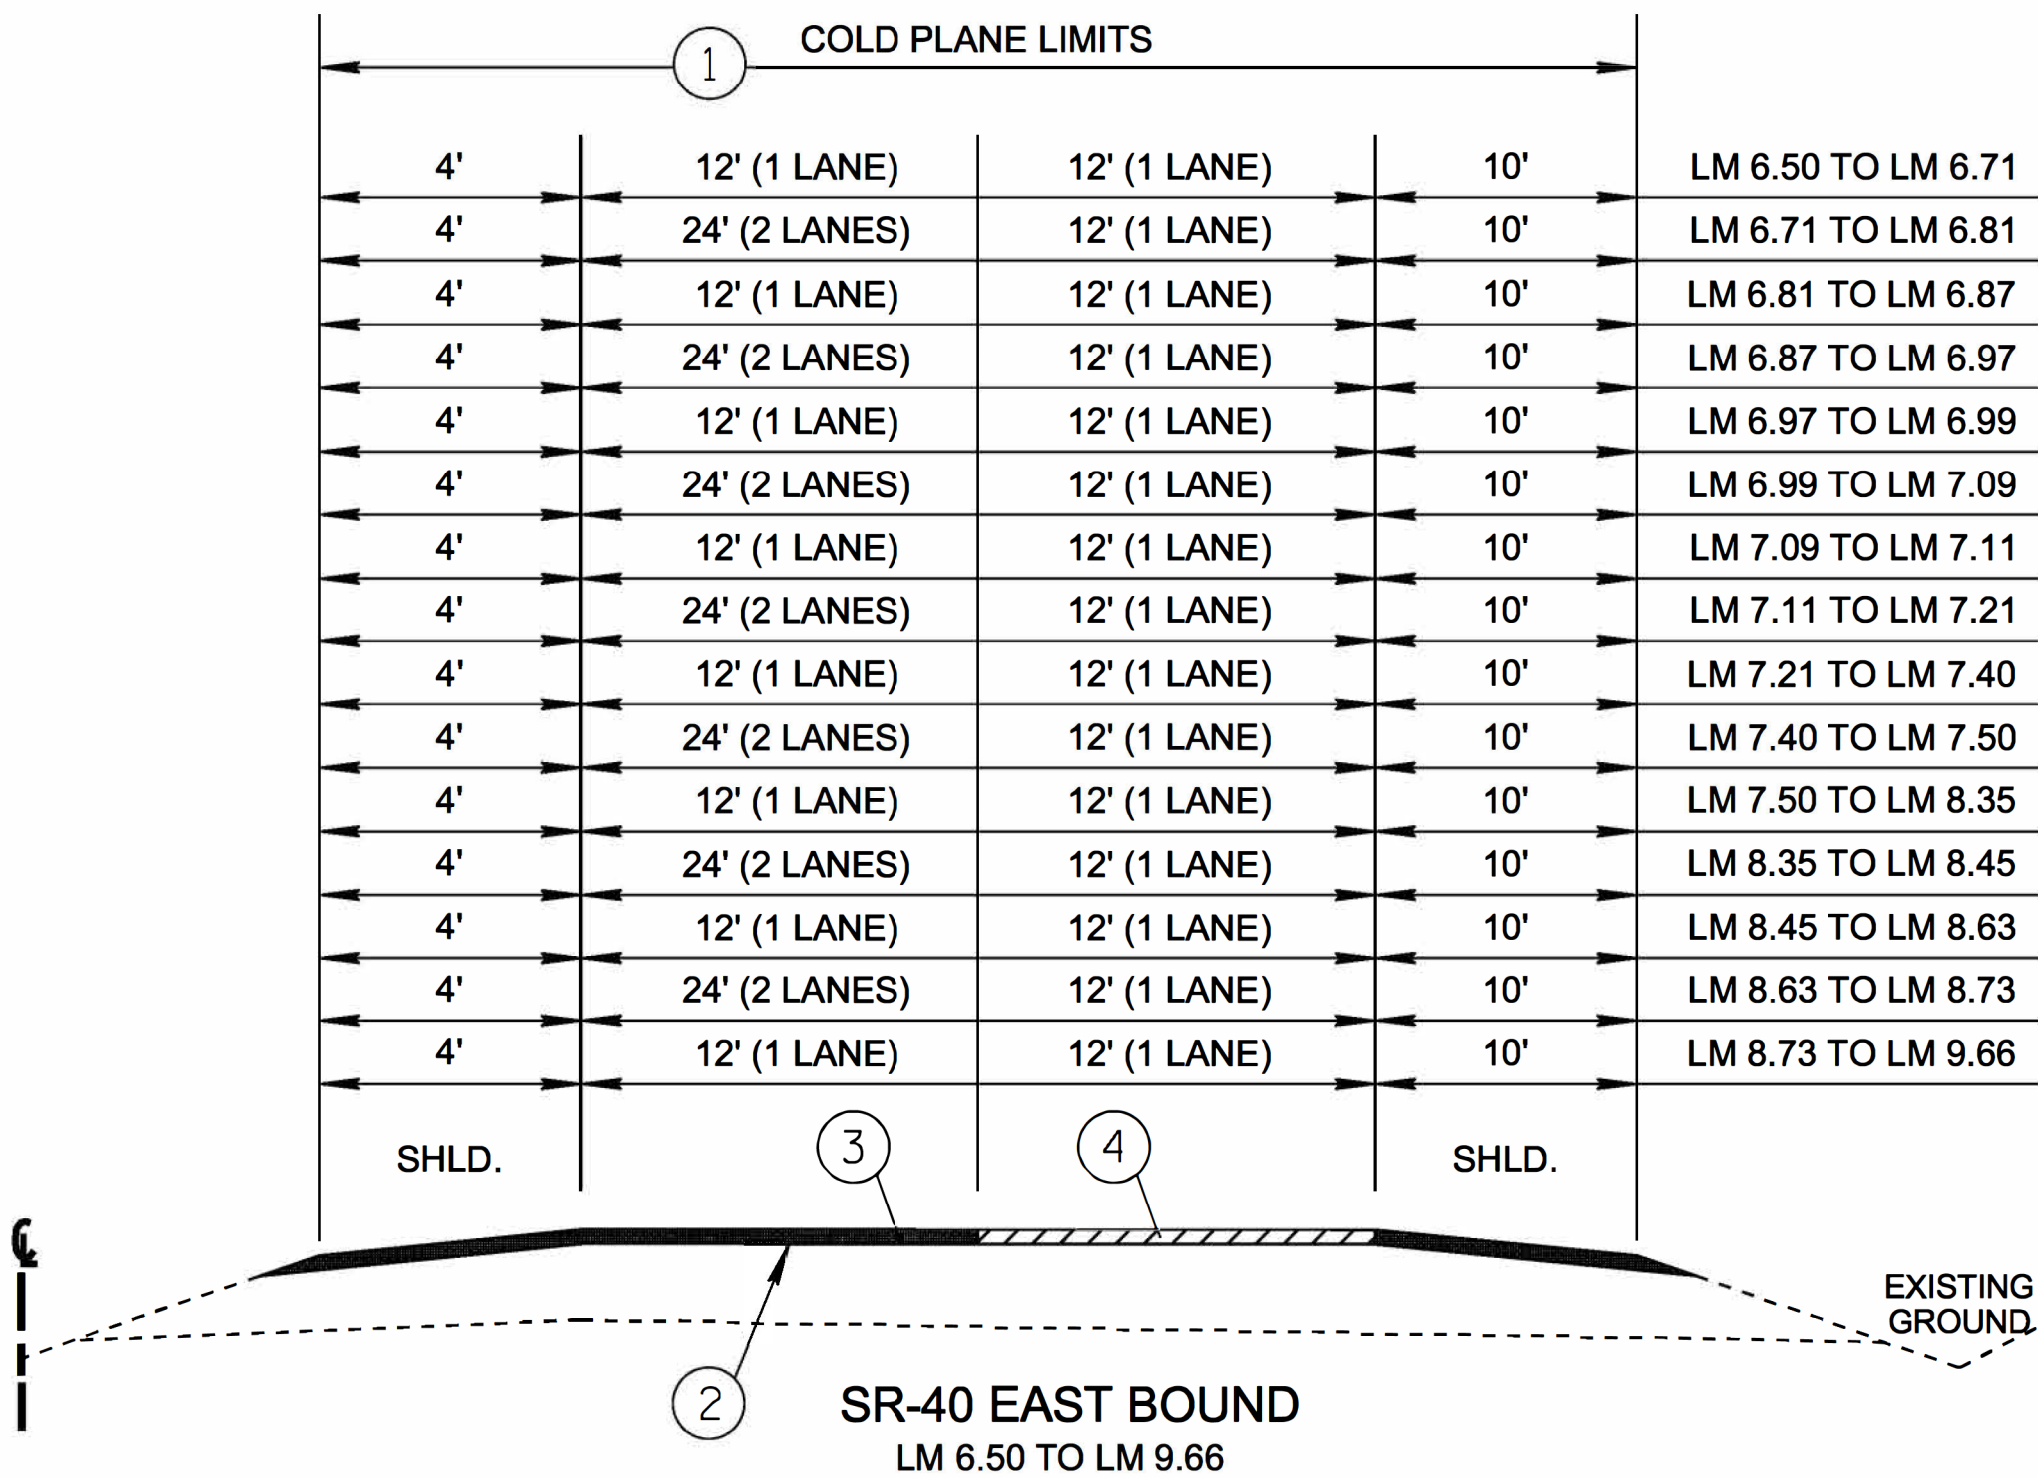 COLD PLANE LIMITS
1
4' 12' (1 LANE) 12' (1 LANE) 10' LM 6.50 TO LM 6.71
4' 24' (2 LANES) 12' (1 LANE) 10' LM 6.71 TO LM 6.81
4' 12' (1 LANE) 12' (1 LANE) 10' LM 6.81 TO LM 6.87
4' 24' (2 LANES) 12' (1 LANE) 10' LM 6.87 TO LM 6.97
4' 12' (1 LANE) 12' (1 LANE) 10' LM 6.97 TO LM 6.99
4' 24' (2 LANES) 12' (1 LANE) 10' LM 6.99 TO LM 7.09
4' 12' (1 LANE) 12' (1 LANE) 10' LM 7.09 TO LM 7.11
4' 24' (2 LANES) 12' (1 LANE) 10' LM 7.11 TO LM 7.21
4' 12' (1 LANE) 12' (1 LANE) 10' LM 7.21 TO LM 7.40
4' 24' (2 LANES) 12' (1 LANE) 10' LM 7.40 TO LM 7.50
4' 12' (1 LANE) 12' (1 LANE) 10' LM 7.50 TO LM 8.35
4' 24' (2 LANES) 12' (1 LANE) 10' LM 8.35 TO LM 8.45
4' 12' (1 LANE) 12' (1 LANE) 10' LM 8.45 TO LM 8.63
4' 24' (2 LANES) 12' (1 LANE) 10' LM 8.63 TO LM 8.73
4' 12' (1 LANE) 12' (1 LANE) 10' LM 8.73 TO LM 9.66
SHLD. 3 4 SHLD.
℄
EXISTING
GROUND
2
SR-40 EAST BOUND
LM 6.50 TO LM 9.66